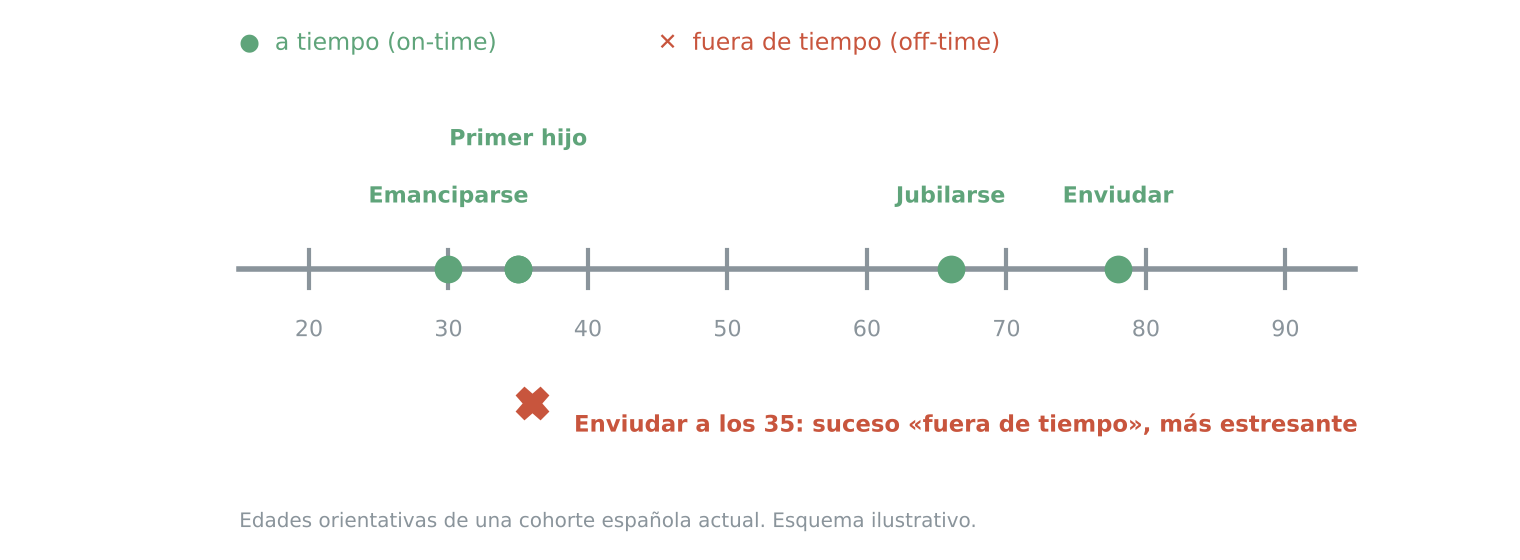 ● a tiempo (on-time) ✕ fuera de tiempo (off-time)
Primer hijo
Emanciparse Jubilarse Enviudar
20 30 40 50 60 70 80 90
Enviudar a los 35: suceso «fuera de tiempo», más estresante
Edades orientativas de una cohorte española actual. Esquema ilustrativo.